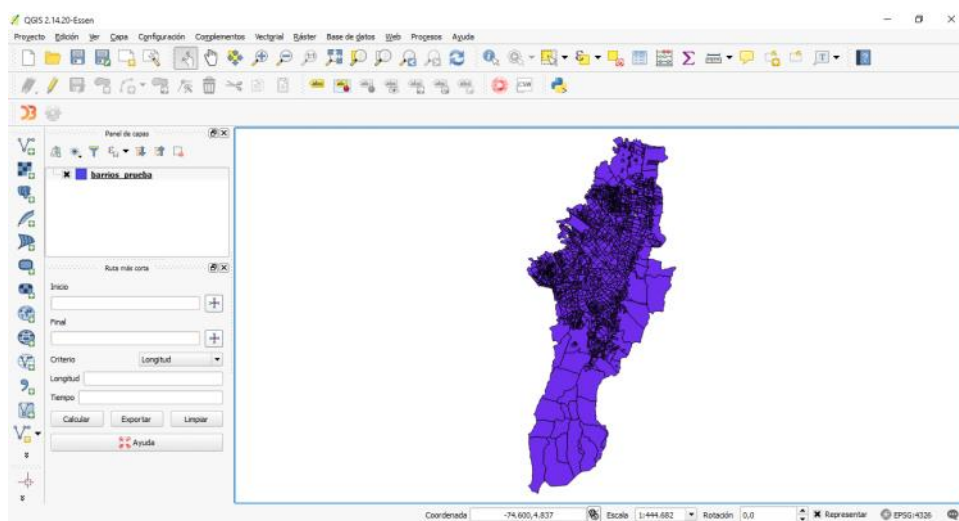 QGIS 2.14.20-Essen
Proyecto Edición Ver Capa Configuración Complementos Vectorial Ráster Base de datos Web Procesos Ayuda
Panel de capas
barrios_prueba
Ruta más corta
Inicio
Final
Criterio Longitud
Longitud
Tiempo
Calcular Exportar Limpiar
Ayuda
Coordenada -74.600,4.837 Escala 1:444.682 Rotación 0,0 Representar EPSG:4326